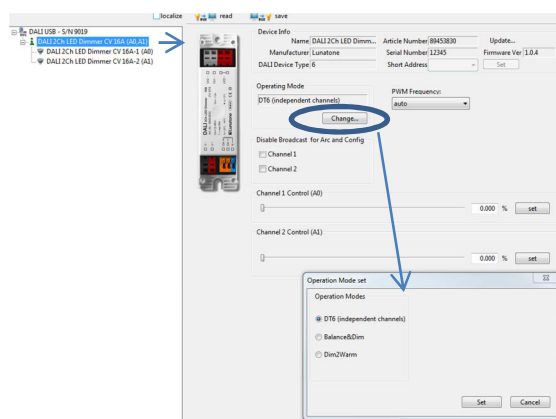 localize read save
DALI USB - S/N 9019
DALI 2Ch LED Dimmer CV 16A (A0,A1)
DALI 2Ch LED Dimmer CV 16A-1 (A0)
DALI 2Ch LED Dimmer CV 16A-2 (A1)
Device Info
Name DALI 2Ch LED Dimm... Article Number 89453830 Update...
Manufacturer Lunatone Serial Number 12345 Firmware Ver 1.0.4
DALI Device Type 6 Short Address Set
Operating Mode
DT6 (independent channels)
Change...
PWM Frequency:
auto
Disable Broadcast for Arc and Config
Channel 1
Channel 2
Channel 1 Control (A0)
0.000 % set
Channel 2 Control (A1)
0.000 % set
Operation Mode set
Operation Modes
DT6 (independent channels)
Balance&Dim
Dim2Warm
Set Cancel
DALI
Lunatone